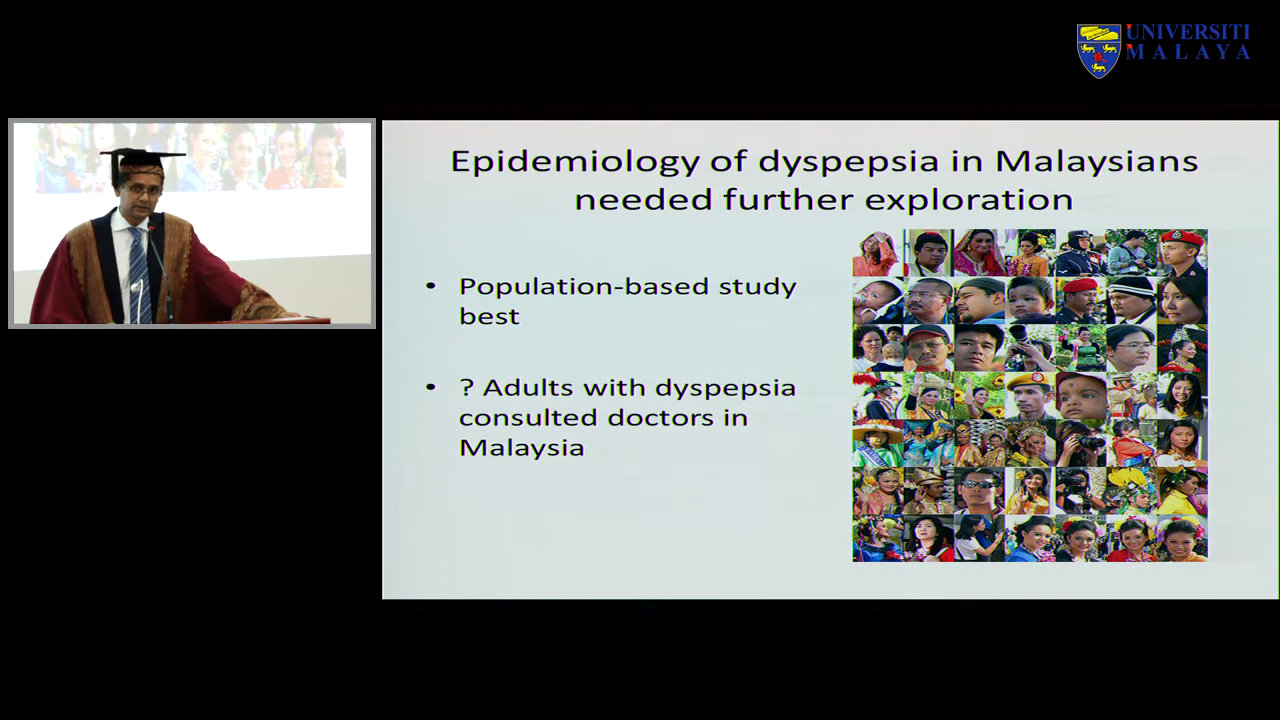 UNIVERSITI
MALAYA
Epidemiology of dyspepsia in Malaysians
needed further exploration
• Population-based study
best
• ? Adults with dyspepsia
consulted doctors in
Malaysia